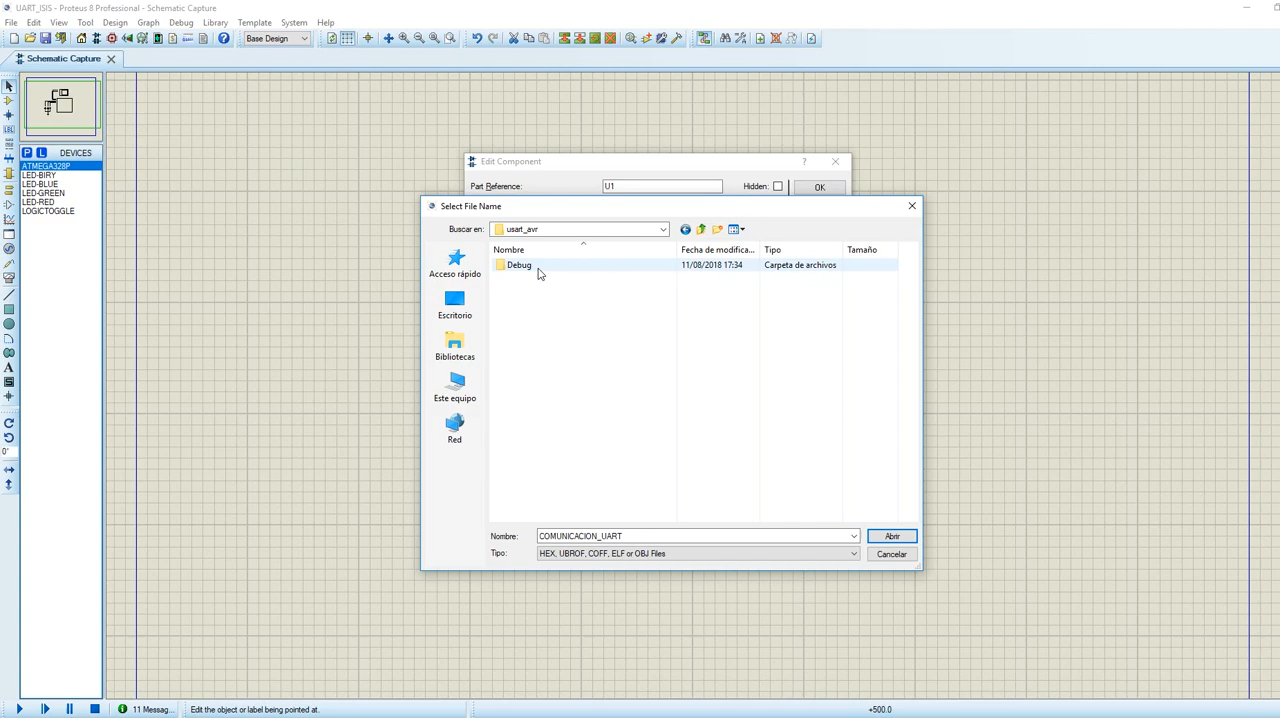 UART_ISIS - Proteus 8 Professional - Schematic Capture
File Edit View Tool Design Graph Debug Library Template System Help
Base Design
Schematic Capture
P L DEVICES
ATMEGA328P
LED-BIRY
LED-BLUE
LED-GREEN
LED-RED
LOGICTOGGLE
LBL
A
0°
Edit Component
?
Part Reference:
U1
Hidden:
OK
Select File Name
Buscar en:
usart_avr
Nombre
Fecha de modifica...
Tipo
Tamaño
Debug
11/08/2018 17:34
Carpeta de archivos
Acceso rápido
Escritorio
Bibliotecas
Este equipo
Red
Nombre:
COMUNICACION_UART
Abrir
Tipo:
HEX, UBROF, COFF, ELF or OBJ Files
Cancelar
11 Messag...
Edit the object or label being pointed at.
+500.0